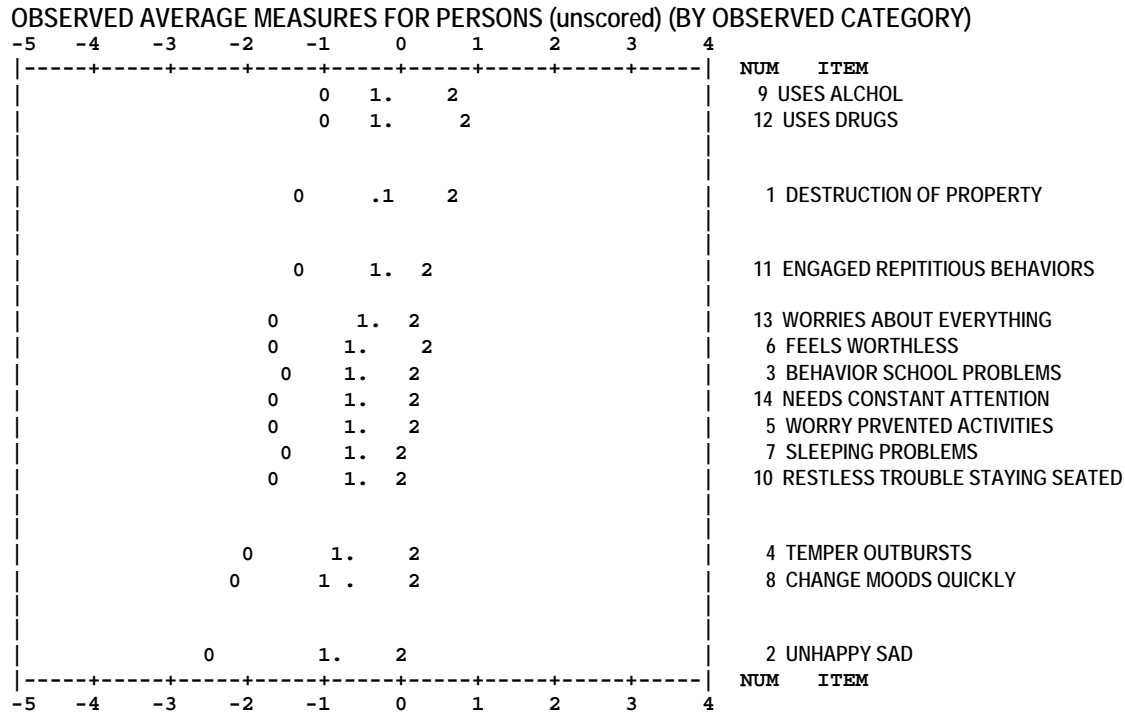 OBSERVED AVERAGE MEASURES FOR PERSONS (unscored) (BY OBSERVED CATEGORY)
-5 -4 -3 -2 -1 0 1 2 3 4
|-----+-----+-----+-----+-----+-----+-----+-----+-----| NUM ITEM
| 0 1. 2 | 9 USES ALCHOL
| 0 1. 2 | 12 USES DRUGS
| |
| |
| 0 .1 2 | 1 DESTRUCTION OF PROPERTY
| |
| |
| 0 1. 2 | 11 ENGAGED REPITITIOUS BEHAVIORS
| |
| 0 1. 2 | 13 WORRIES ABOUT EVERYTHING
| 0 1. 2 | 6 FEELS WORTHLESS
| 0 1. 2 | 3 BEHAVIOR SCHOOL PROBLEMS
| 0 1. 2 | 14 NEEDS CONSTANT ATTENTION
| 0 1. 2 | 5 WORRY PRVENTED ACTIVITIES
| 0 1. 2 | 7 SLEEPING PROBLEMS
| 0 1. 2 | 10 RESTLESS TROUBLE STAYING SEATED
| |
| |
| 0 1. 2 | 4 TEMPER OUTBURSTS
| 0 1 . 2 | 8 CHANGE MOODS QUICKLY
| |
| |
| 0 1. 2 | 2 UNHAPPY SAD
|-----+-----+-----+-----+-----+-----+-----+-----+-----| NUM ITEM
-5 -4 -3 -2 -1 0 1 2 3 4